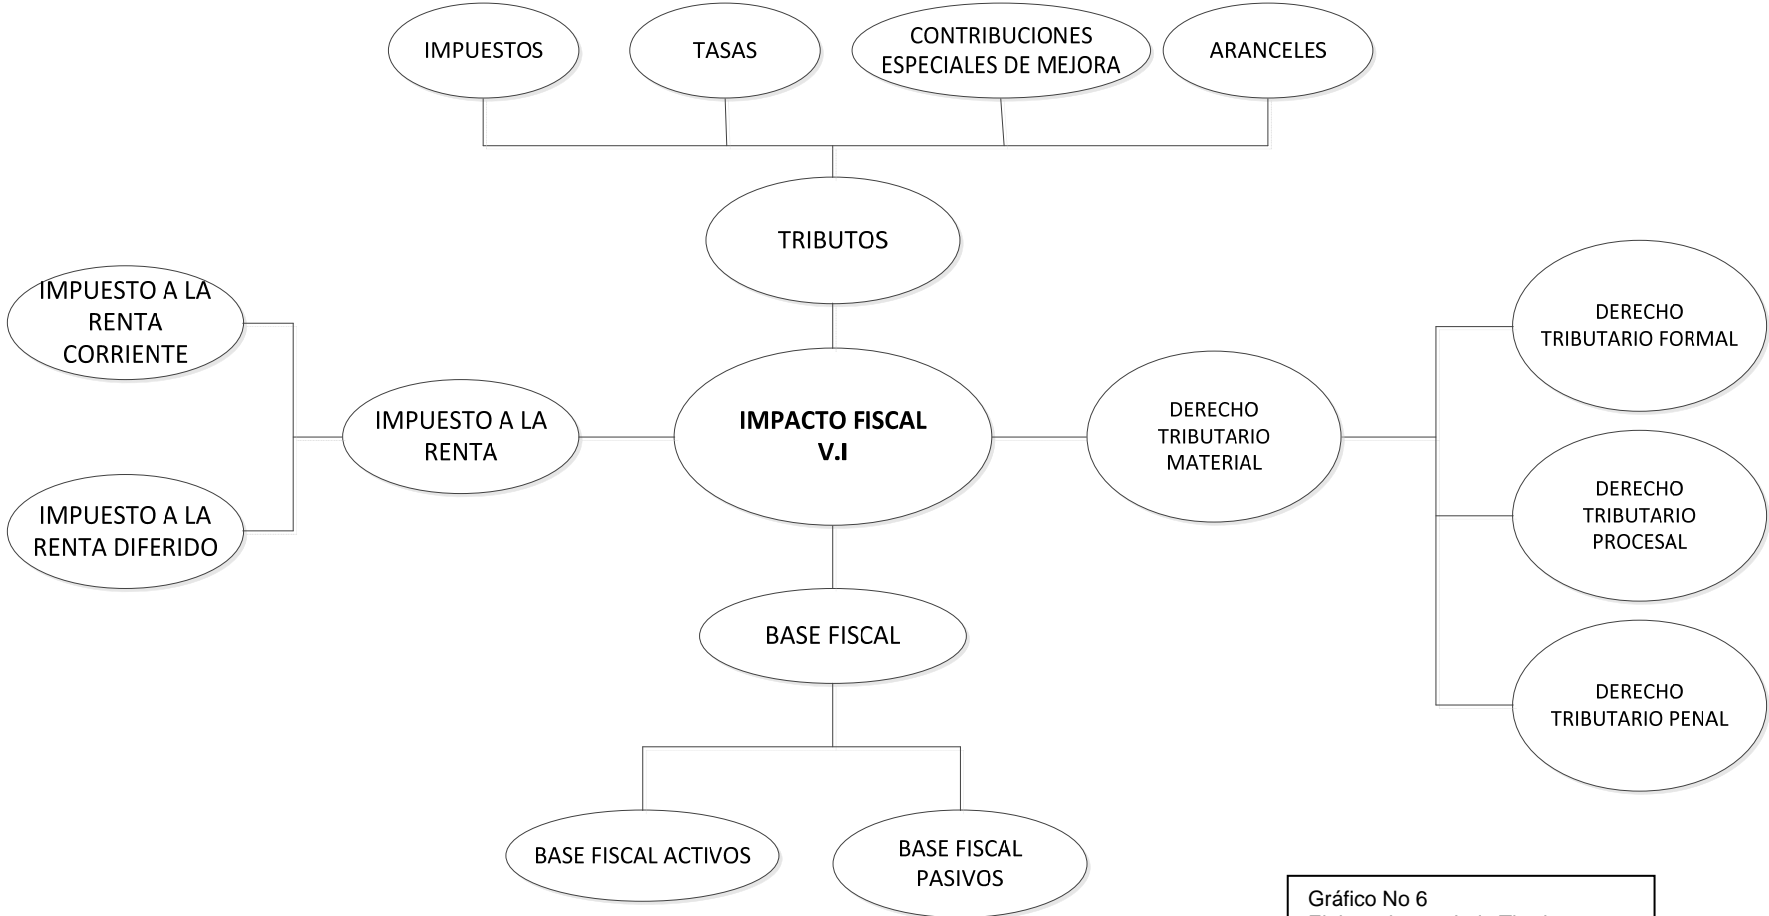 IMPUESTOS
TASAS
CONTRIBUCIONES
ESPECIALES DE MEJORA
ARANCELES
TRIBUTOS
IMPUESTO A LA
RENTA
CORRIENTE
IMPUESTO A LA
RENTA DIFERIDO
IMPUESTO A LA
RENTA
IMPACTO FISCAL
V.I
DERECHO
TRIBUTARIO
MATERIAL
DERECHO
TRIBUTARIO FORMAL
DERECHO
TRIBUTARIO
PROCESAL
DERECHO
TRIBUTARIO PENAL
BASE FISCAL
BASE FISCAL ACTIVOS
BASE FISCAL
PASIVOS
Gráfico No 6